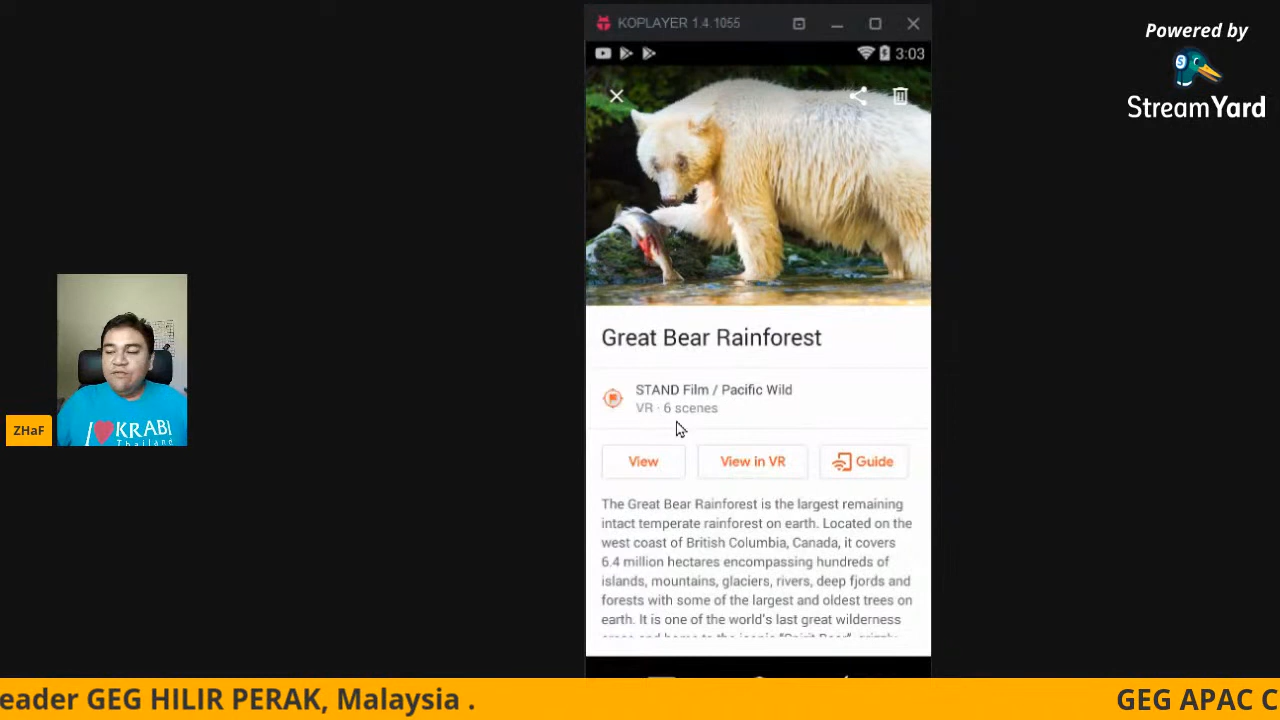 KOPLAYER 1.4.1055
3:03
Powered by
StreamYard
Great Bear Rainforest
STAND Film / Pacific Wild
VR · 6 scenes
View
View in VR
Guide
The Great Bear Rainforest is the largest remaining
intact temperate rainforest on earth. Located on the
west coast of British Columbia, Canada, it covers
6.4 million hectares encompassing hundreds of
islands, mountains, glaciers, rivers, deep fjords and
forests with some of the largest and oldest trees on
earth. It is one of the world's last great wilderness
I KRABI
Thailand
ZHaF
eader GEG HILIR PERAK, Malaysia .
GEG APAC C